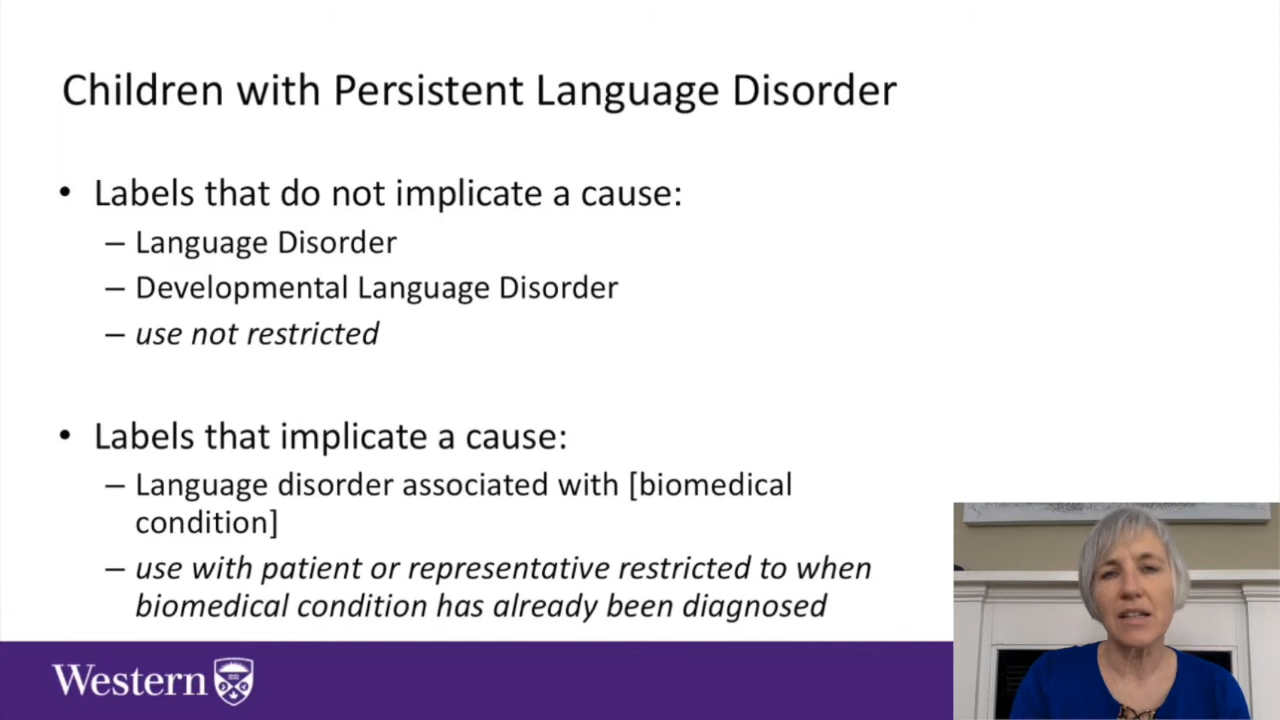 Children with Persistent Language Disorder
• Labels that do not implicate a cause:
– Language Disorder
– Developmental Language Disorder
– use not restricted
• Labels that implicate a cause:
– Language disorder associated with [biomedical
condition]
– use with patient or representative restricted to when
biomedical condition has already been diagnosed
Western